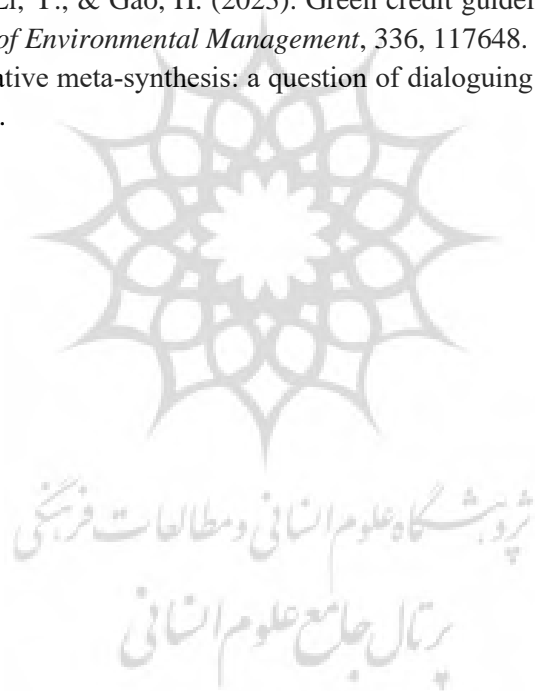 Li, Y., & Gao, H. (2023). Green credit guidel
of Environmental Management, 336, 117648.
ative meta-synthesis: a question of dialoguing
.
پژوهشگاه علوم انسانی و مطالعات فرهنگی
پرتال جامع علوم انسانی